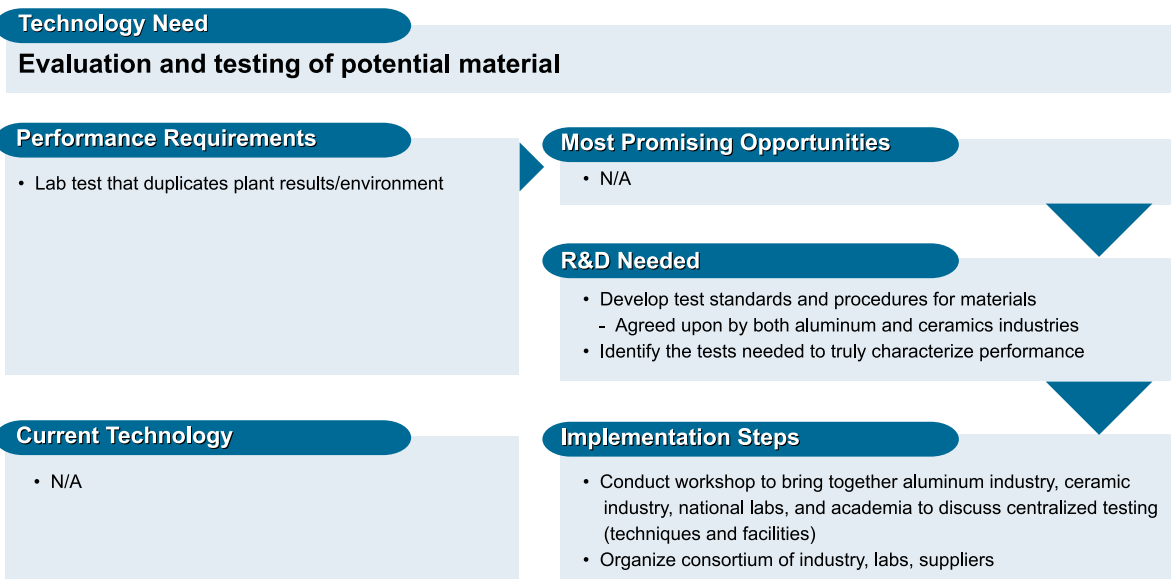 Technology Need
Evaluation and testing of potential material
Performance Requirements
• Lab test that duplicates plant results/environment
Current Technology
• N/A
Most Promising Opportunities
• N/A
R&D Needed
• Develop test standards and procedures for materials
- Agreed upon by both aluminum and ceramics industries
• Identify the tests needed to truly characterize performance
Implementation Steps
• Conduct workshop to bring together aluminum industry, ceramic
industry, national labs, and academia to discuss centralized testing
(techniques and facilities)
• Organize consortium of industry, labs, suppliers